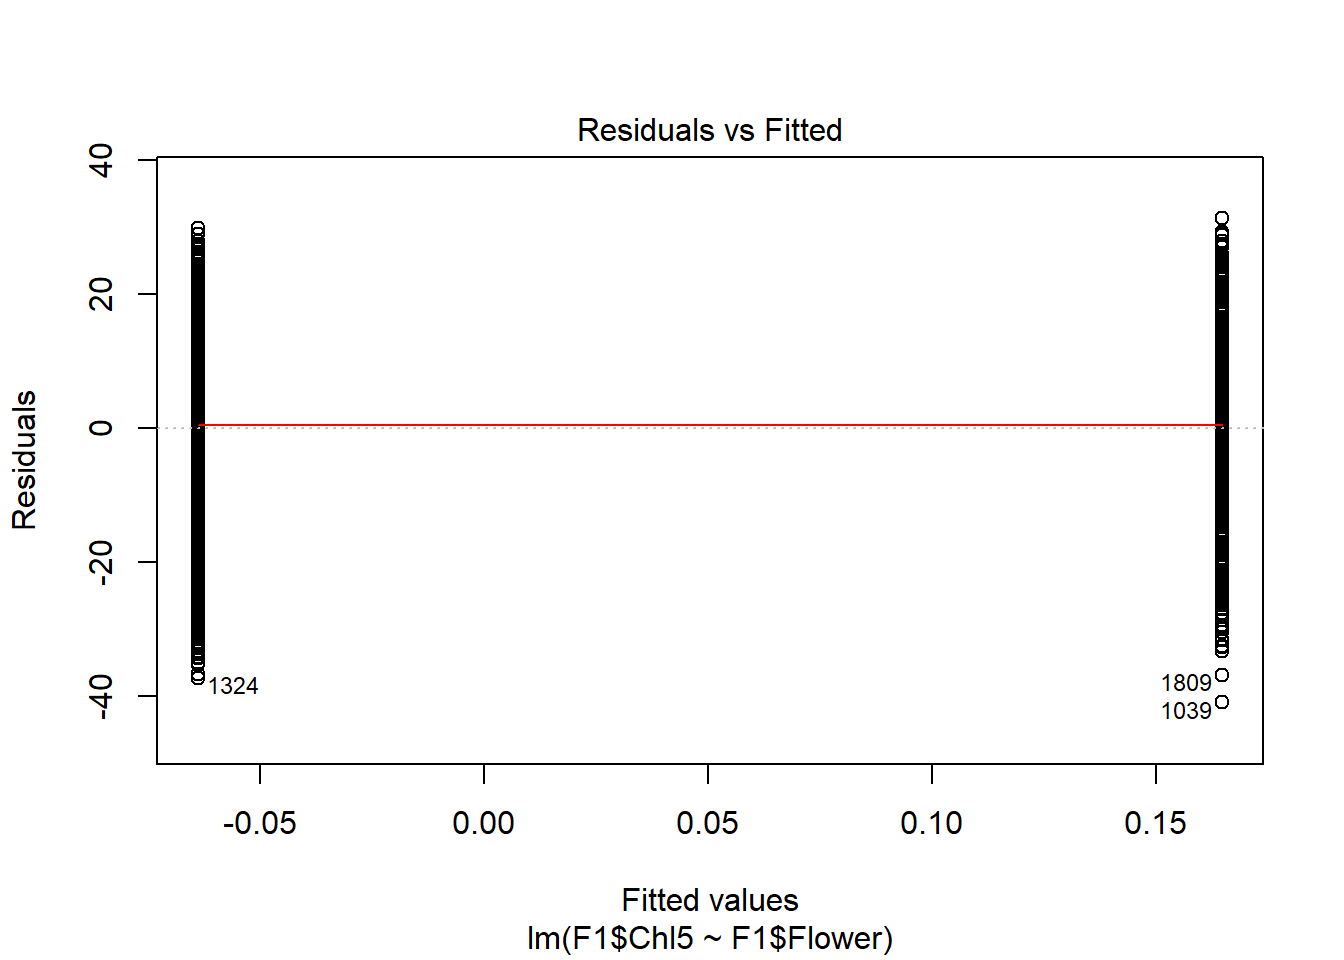 Residuals vs Fitted
Residuals
40
20
0
-20
-40
1324
1809
1039
-0.05 0.00 0.05 0.10 0.15
Fitted values
lm(F1$Chl5 ~ F1$Flower)